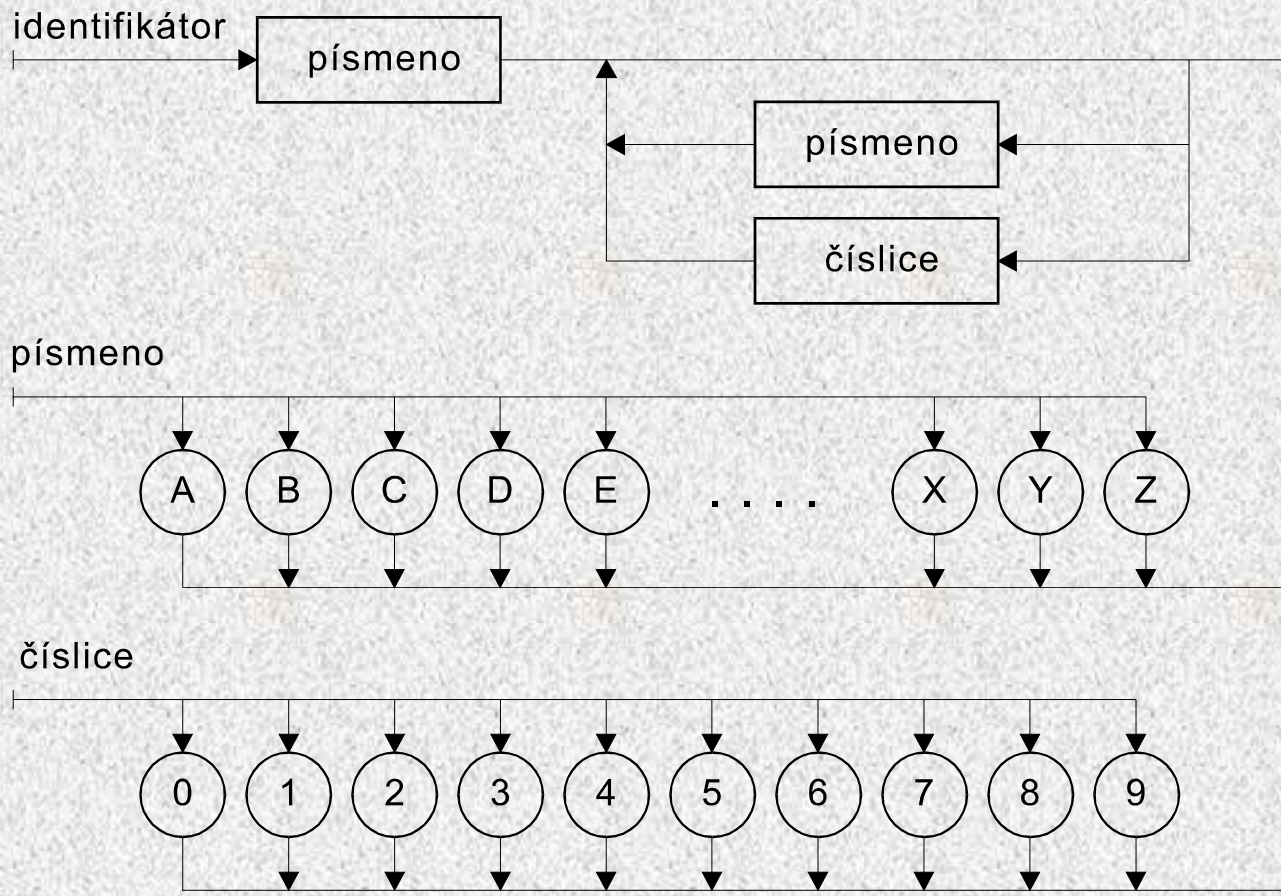 identifikátor
písmeno
písmeno
číslice
písmeno
A B C D E . . . . X Y Z
číslice
0 1 2 3 4 5 6 7 8 9